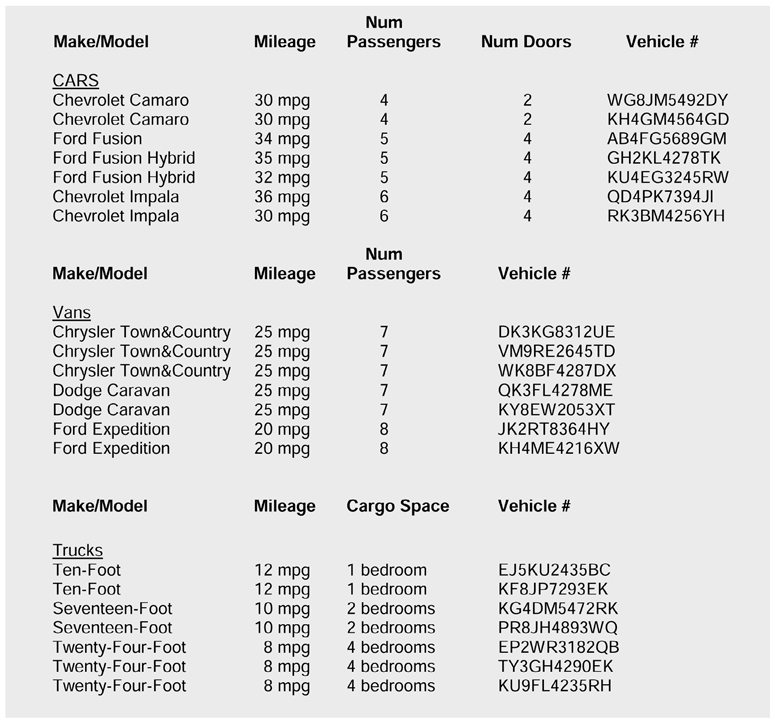 Num
Make/Model Mileage Passengers Num Doors Vehicle #
CARS
Chevrolet Camaro 30 mpg 4 2 WG8JM5492DY
Chevrolet Camaro 30 mpg 4 2 KH4GM4564GD
Ford Fusion 34 mpg 5 4 AB4FG5689GM
Ford Fusion Hybrid 35 mpg 5 4 GH2KL4278TK
Ford Fusion Hybrid 32 mpg 5 4 KU4EG3245RW
Chevrolet Impala 36 mpg 6 4 QD4PK7394JI
Chevrolet Impala 30 mpg 6 4 RK3BM4256YH
Num
Make/Model Mileage Passengers Vehicle #
Vans
Chrysler Town&Country 25 mpg 7 DK3KG8312UE
Chrysler Town&Country 25 mpg 7 VM9RE2645TD
Chrysler Town&Country 25 mpg 7 WK8BF4287DX
Dodge Caravan 25 mpg 7 QK3FL4278ME
Dodge Caravan 25 mpg 7 KY8EW2053XT
Ford Expedition 20 mpg 8 JK2RT8364HY
Ford Expedition 20 mpg 8 KH4ME4216XW
Make/Model Mileage Cargo Space Vehicle #
Trucks
Ten-Foot 12 mpg 1 bedroom EJ5KU2435BC
Ten-Foot 12 mpg 1 bedroom KF8JP7293EK
Seventeen-Foot 10 mpg 2 bedrooms KG4DM5472RK
Seventeen-Foot 10 mpg 2 bedrooms PR8JH4893WQ
Twenty-Four-Foot 8 mpg 4 bedrooms EP2WR3182QB
Twenty-Four-Foot 8 mpg 4 bedrooms TY3GH4290EK
Twenty-Four-Foot 8 mpg 4 bedrooms KU9FL4235RH